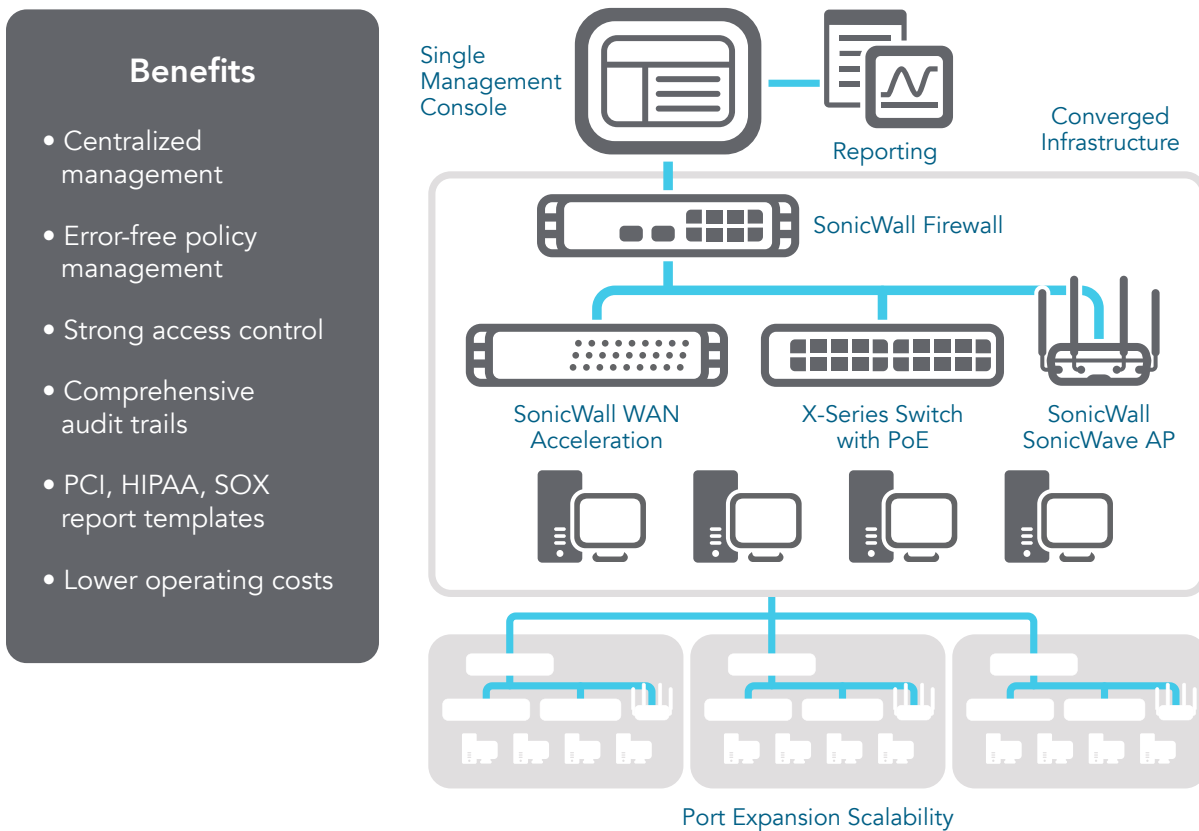 Benefits
• Centralized
management
• Error-free policy
management
• Strong access control
• Comprehensive
audit trails
• PCI, HIPAA, SOX
report templates
• Lower operating costs
Single
Management
Console
Reporting
Converged
Infrastructure
SonicWall Firewall
SonicWall WAN
Acceleration
X-Series Switch
with PoE
SonicWall
SonicWave AP
Port Expansion Scalability